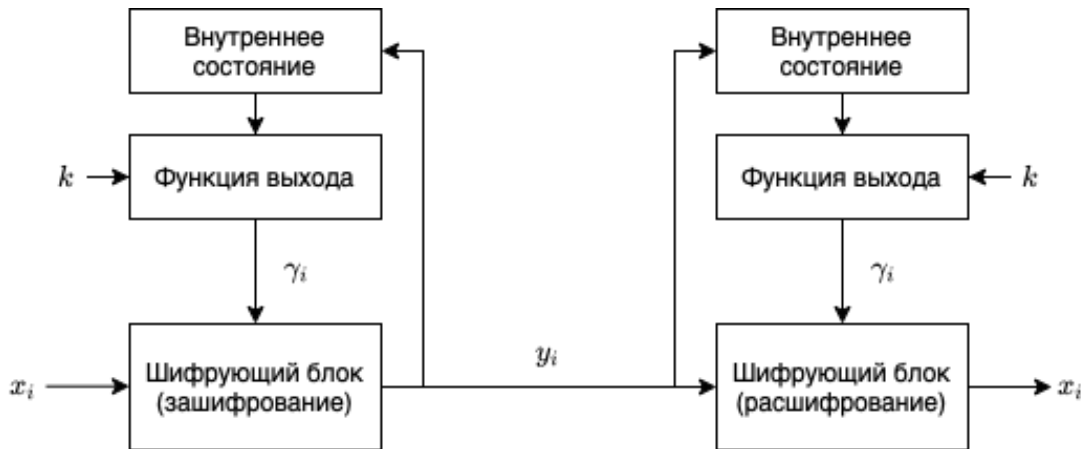 Внутреннее
состояние
Внутреннее
состояние
k
Функция выхода
Функция выхода
k
γᵢ
γᵢ
xᵢ
Шифрующий блок
(зашифрование)
yᵢ
Шифрующий блок
(расшифрование)
xᵢ